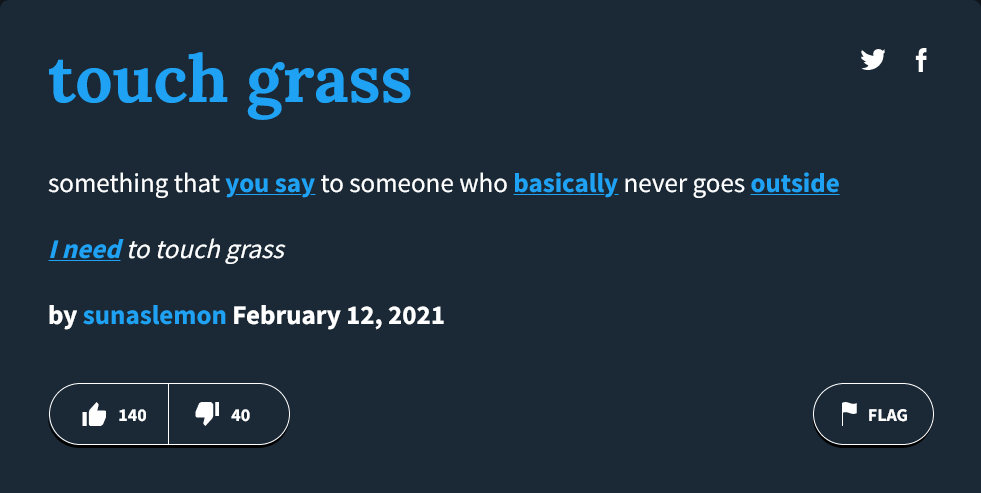 touch grass
something that you say to someone who basically never goes outside
I need to touch grass
by sunaslemon February 12, 2021
140 40 FLAG